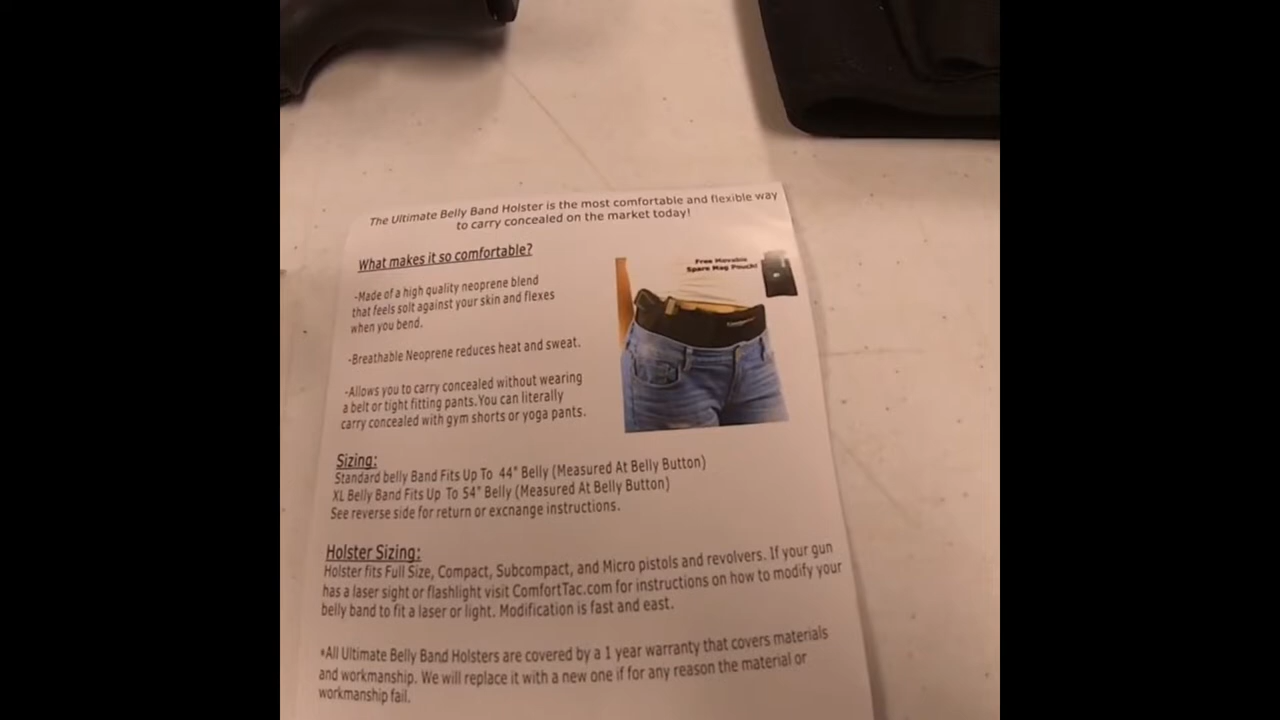 The Ultimate Belly Band Holster is the most comfortable and flexible way
to carry concealed on the market today!
What makes it so comfortable?
-Made of a high quality neoprene blend
that feels solt against your skin and flexes
when you bend.
-Breathable Neoprene reduces heat and sweat.
-Allows you to carry concealed without wearing
a belt or tight fitting pants.You can literally
carry concealed with gym shorts or yoga pants.
Free Movable
Spare Mag Pouch!
Sizing:
Standard belly Band Fits Up To 44" Belly (Measured At Belly Button)
XL Belly Band Fits Up To 54" Belly (Measured At Belly Button)
See reverse side for return or excnange instructions.
Holster Sizing:
Holster fits Full Size, Compact, Subcompact, and Micro pistols and revolvers. If your gun
has a laser sight or flashlight visit ComfortTac.com for instructions on how to modify your
belly band to fit a laser or light. Modification is fast and east.
*All Ultimate Belly Band Holsters are covered by a 1 year warranty that covers materials
and workmanship. We will replace it with a new one if for any reason the material or
workmanship fail.